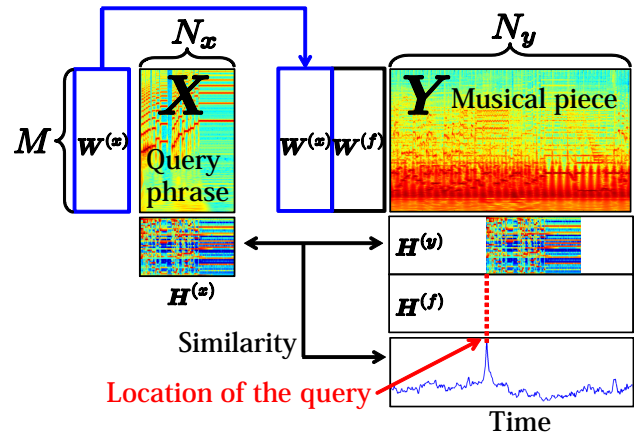 N_x
N_y
M
W^{(x)}
X
Query
phrase
W^{(x)}
W^{(f)}
Y Musical piece
H^{(x)}
H^{(y)}
H^{(f)}
Similarity
Location of the query
Time